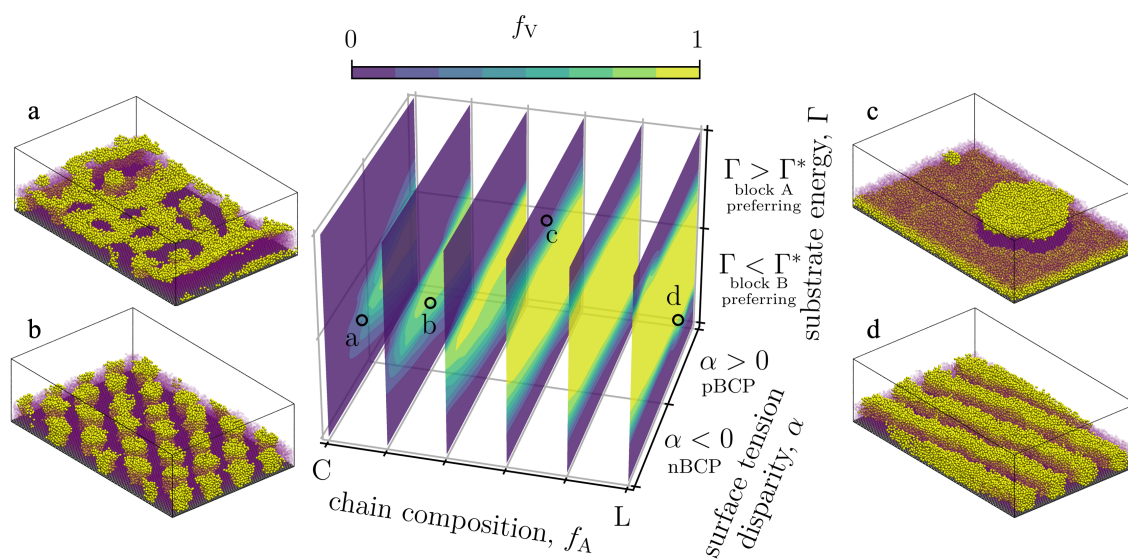 f_V
0 1
a
b
c
d
a
b
c
d
Γ > Γ*
block A
preferring
Γ < Γ*
block B
preferring
substrate energy, Γ
α > 0
pBCP
α < 0
nBCP
surface tension
disparity, α
C L
chain composition, f_A